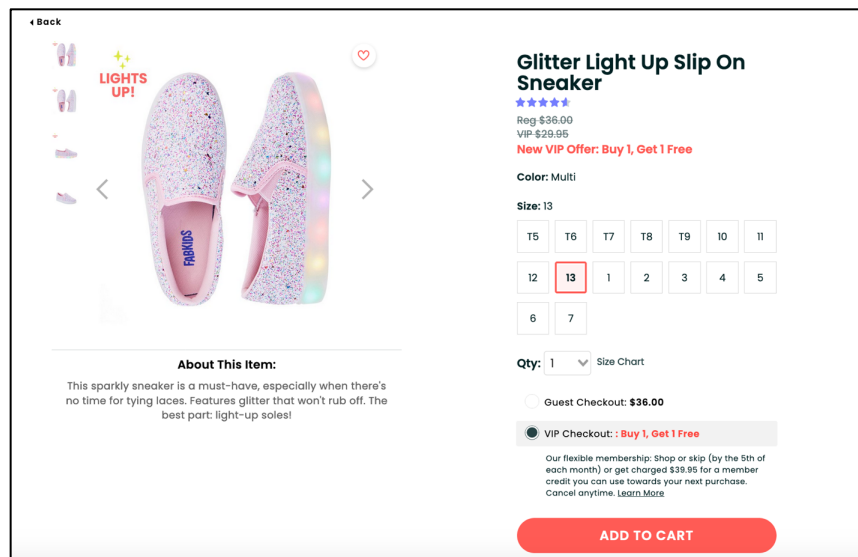 Back
LIGHTS
UP!
FABKIDS
About This Item:
This sparkly sneaker is a must-have, especially when there's
no time for tying laces. Features glitter that won't rub off. The
best part: light-up soles!
Glitter Light Up Slip On
Sneaker
Reg $36.00
VIP $29.95
New VIP Offer: Buy 1, Get 1 Free
Color: Multi
Size: 13
T5 T6 T7 T8 T9 10 11
12 13 1 2 3 4 5
6 7
Qty: 1 Size Chart
Guest Checkout: $36.00
VIP Checkout: : Buy 1, Get 1 Free
Our flexible membership: Shop or skip (by the 5th of
each month) or get charged $39.95 for a member
credit you can use towards your next purchase.
Cancel anytime. Learn More
ADD TO CART